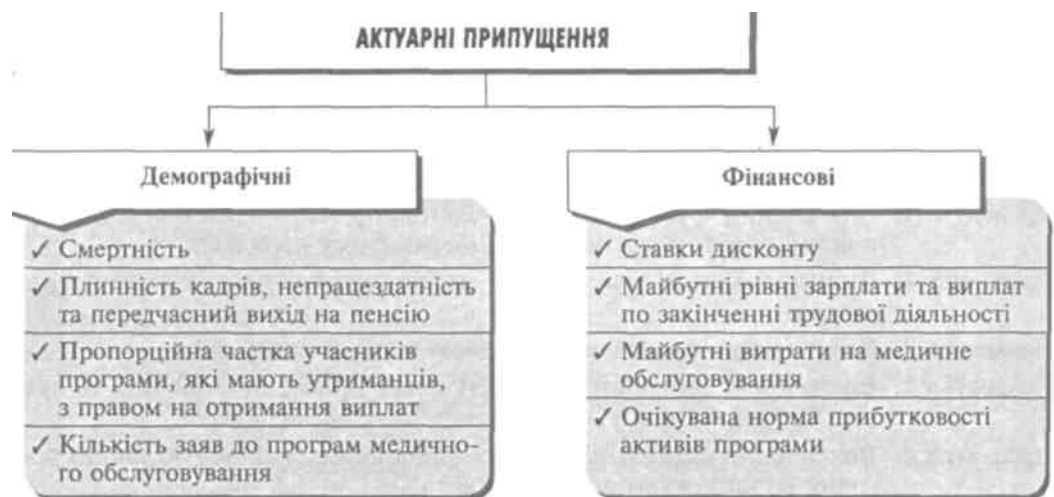 АКТУАРНІ ПРИПУЩЕННЯ
Демографічні
✓ Смертність
✓ Плинність кадрів, непрацездатність
та передчасний вихід на пенсію
✓ Пропорційна частка учасників
програми, які мають утриманців,
з правом на отримання виплат
✓ Кількість заяв до програм медично-
го обслуговування
Фінансові
✓ Ставки дисконту
✓ Майбутні рівні зарплати та виплат
по закінченні трудової діяльності
✓ Майбутні витрати на медичне
обслуговування
✓ Очікувана норма прибутковості
активів програми